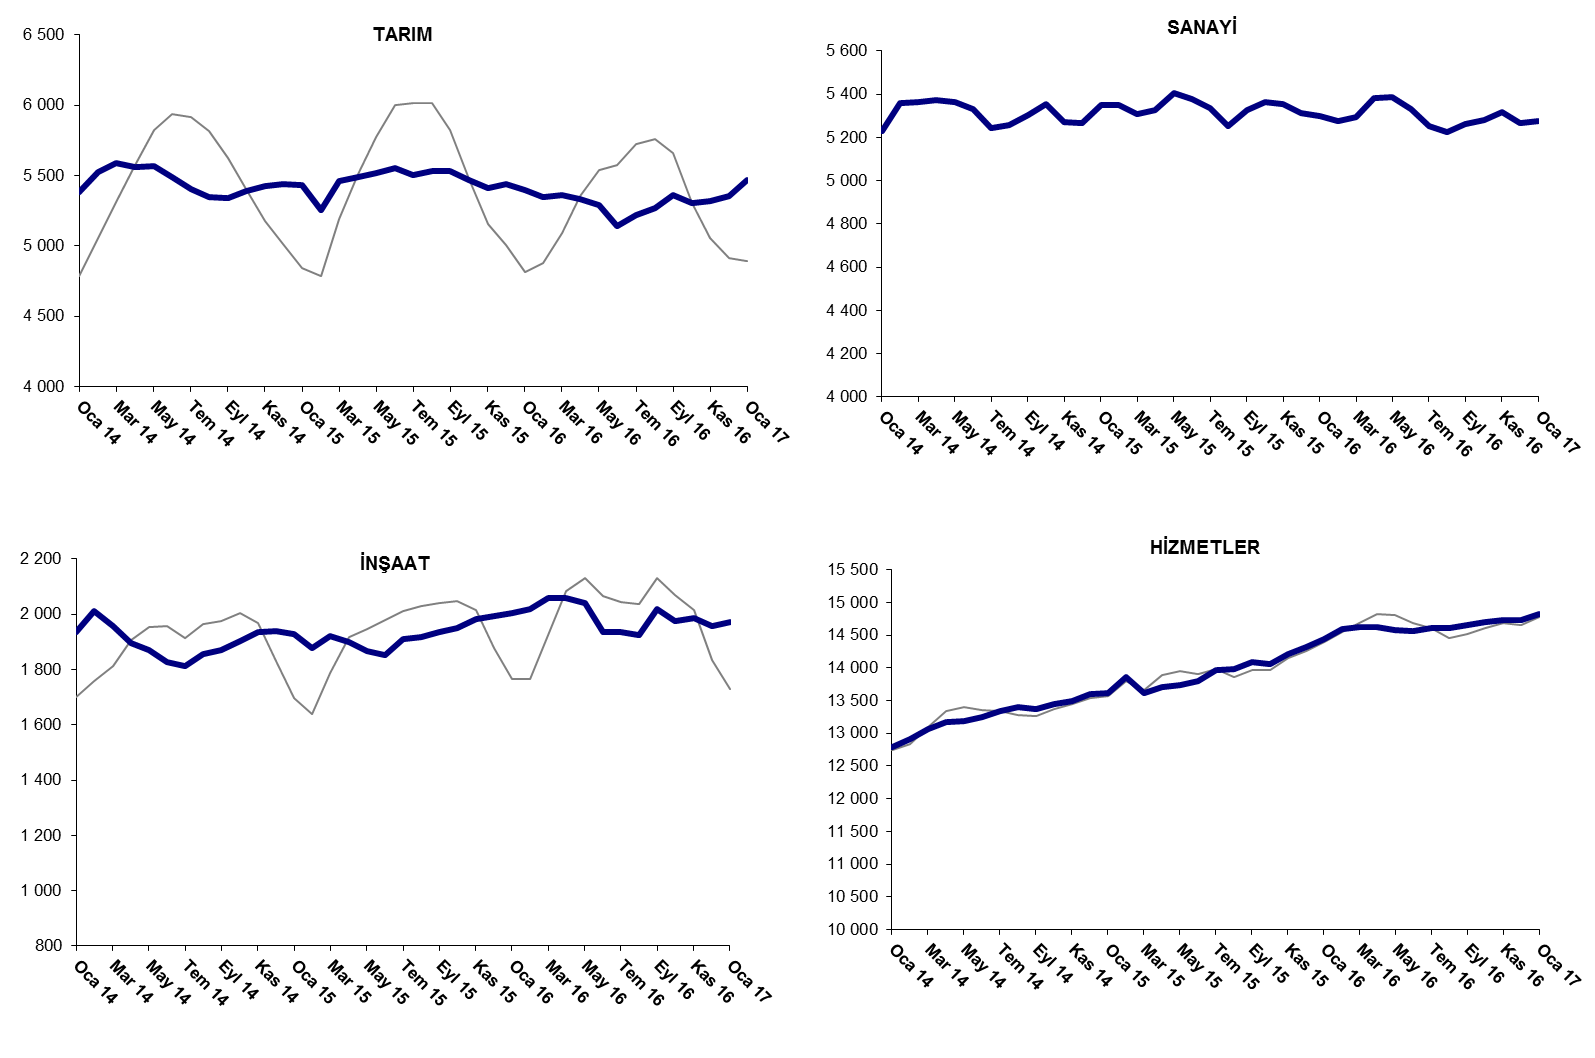 TARIM
6 500
6 000
5 500
5 000
4 500
4 000
Oca 14
Mar 14
May 14
Tem 14
Eyl 14
Kas 14
Oca 15
Mar 15
May 15
Tem 15
Eyl 15
Kas 15
Oca 16
Mar 16
May 16
Tem 16
Eyl 16
Kas 16
Oca 17
SANAYİ
5 600
5 400
5 200
5 000
4 800
4 600
4 400
4 200
4 000
Oca 14
Mar 14
May 14
Tem 14
Eyl 14
Kas 14
Oca 15
Mar 15
May 15
Tem 15
Eyl 15
Kas 15
Oca 16
Mar 16
May 16
Tem 16
Eyl 16
Kas 16
Oca 17
İNŞAAT
2 200
2 000
1 800
1 600
1 400
1 200
1 000
800
Oca 14
Mar 14
May 14
Tem 14
Eyl 14
Kas 14
Oca 15
Mar 15
May 15
Tem 15
Eyl 15
Kas 15
Oca 16
Mar 16
May 16
Tem 16
Eyl 16
Kas 16
Oca 17
HİZMETLER
15 500
15 000
14 500
14 000
13 500
13 000
12 500
12 000
11 500
11 000
10 500
10 000
Oca 14
Mar 14
May 14
Tem 14
Eyl 14
Kas 14
Oca 15
Mar 15
May 15
Tem 15
Eyl 15
Kas 15
Oca 16
Mar 16
May 16
Tem 16
Eyl 16
Kas 16
Oca 17